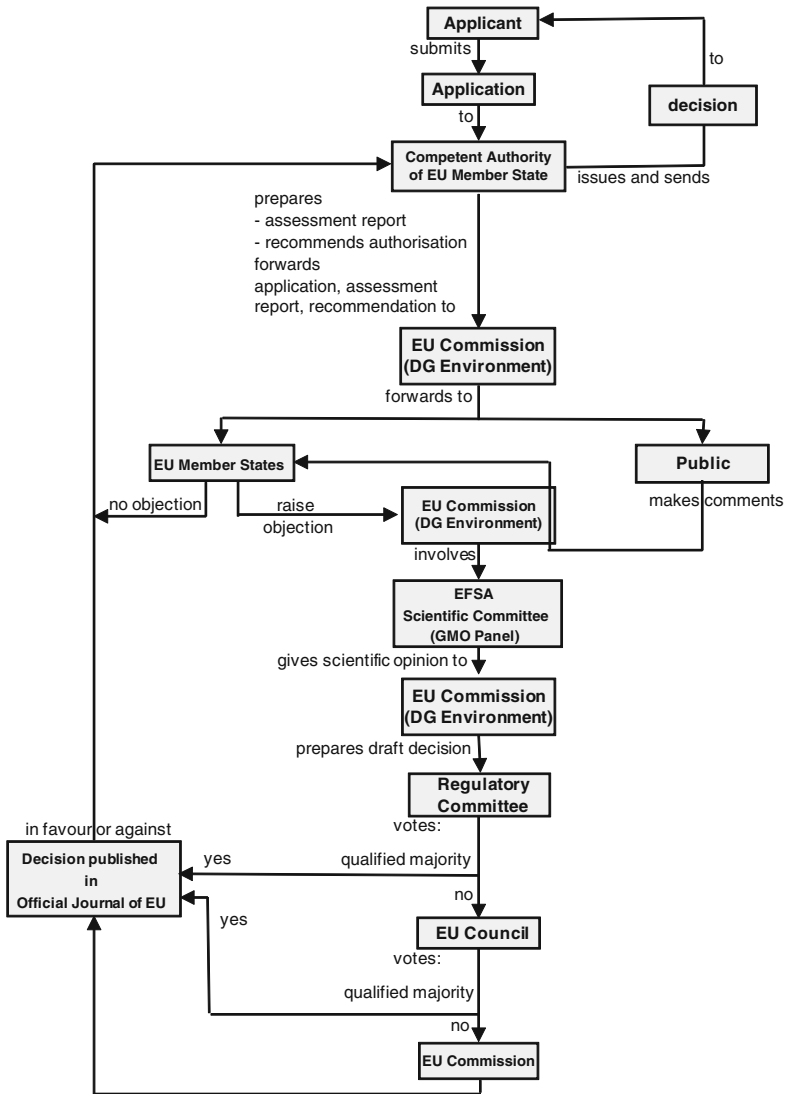 Applicant
submits
to
Application
decision
to
Competent Authority
of EU Member State
issues and sends
prepares
- assessment report
- recommends authorisation
forwards
application, assessment
report, recommendation to
EU Commission
(DG Environment)
forwards to
EU Member States
Public
no objection
raise
objection
EU Commission
(DG Environment)
makes comments
involves
EFSA
Scientific Committee
(GMO Panel)
gives scientific opinion to
EU Commission
(DG Environment)
prepares draft decision
Regulatory
Committee
votes:
in favour or against
Decision published
in
Official Journal of EU
yes
qualified majority
no
yes
EU Council
votes:
qualified majority
no
EU Commission